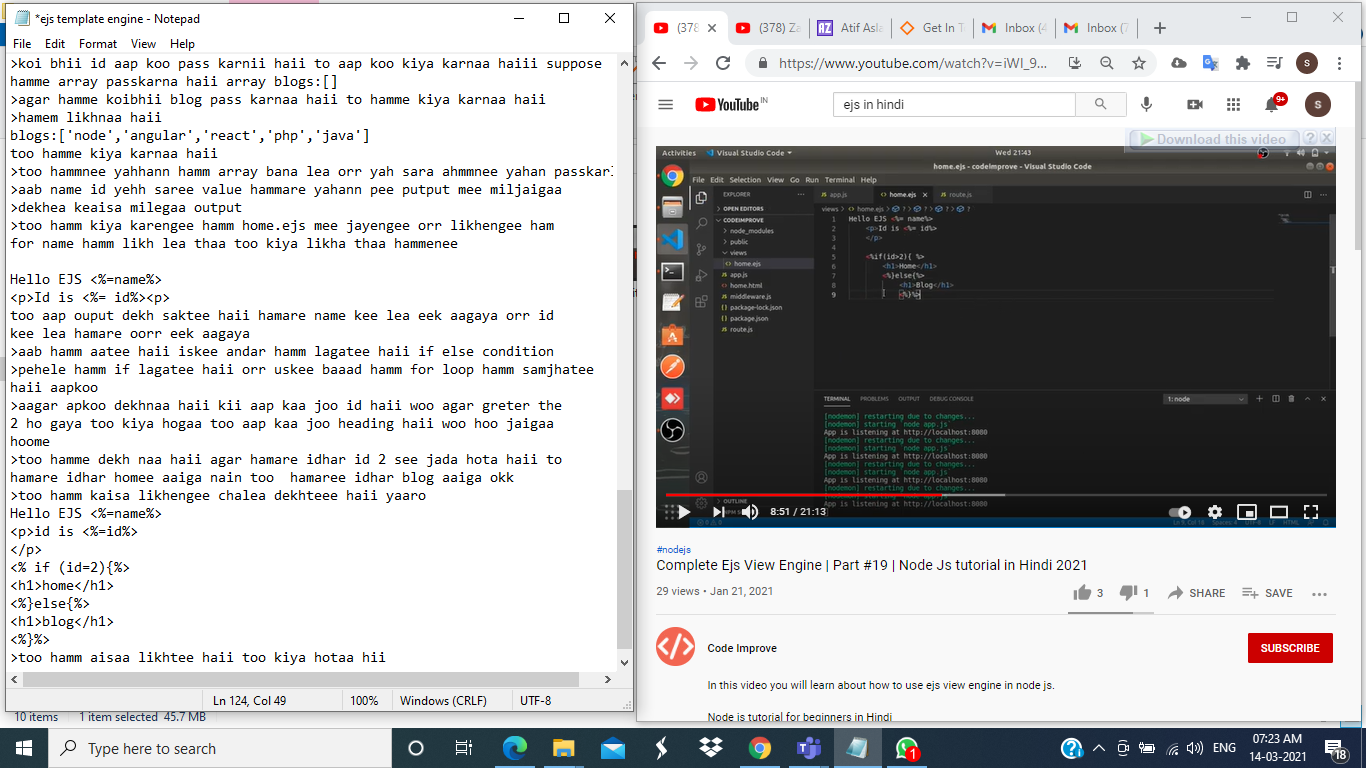 *ejs template engine - Notepad
File Edit Format View Help
>koi bhii id aap koo pass karnii haii to aap koo kiya karnaa haiii suppose
hamme array passkarna haii array blogs:[]
>agar hamme koibhii blog pass karnaa haii to hamme kiya karnaa haii
>hamem likhnaa haii
blogs:['node','angular','react','php','java']
too hamme kiya karnaa haii
>too hammnee yahhann hamm array bana lea orr yah sara ahmmnee yahan passkar
>aab name id yehh saree value hammare yahann pee putput mee miljaigaa
>dekhea keaisa milegaa output
>too hamm kiya karengee hamm home.ejs mee jayengee orr likhengee ham
for name hamm likh lea thaa too kiya likha thaa hammenee
Hello EJS <%=name%>
<p>Id is <%= id%><p>
too aap ouput dekh saktee haii hamare name kee lea eek aagaya orr id
kee lea hamare oorr eek aagaya
>aab hamm aatee haii iskee andar hamm lagatee haii if else condition
>pehele hamm if lagatee haii orr uskee baaad hamm for loop hamm samjhatee
haii aapkoo
>aagar apkoo dekhnaa haii kii aap kaa joo id haii woo agar greter the
2 ho gaya too kiya hogaa too aap kaa joo heading haii woo hoo jaigaa
hoome
>too hamme dekh naa haii agar hamare idhar id 2 see jada hota haii to
hamare idhar homee aaiga nain too  hamaree idhar blog aaiga okk
>too hamm kaisa likhengee chalea dekhteee haii yaaro
Hello EJS <%=name%>
<p>id is <%=id%>
</p>
<% if (id=2){%>
<h1>home</h1>
<%}else{%>
<h1>blog</h1>
<%}%>
>too hamm aisaa likhtee haii too kiya hotaa hii
Ln 124, Col 49 100% Windows (CRLF) UTF-8
10 items 1 item selected 45.7 MB
(378 (378) Za Atif Asla Get In T Inbox (4 Inbox (7
https://www.youtube.com/watch?v=iWI_9... S
YouTube IN ejs in hindi 9+ S
Download this video ? X
Activities Visual Studio Code Wed 21:43
home.ejs - codeimprove - Visual Studio Code
File Edit Selection View Go Run Terminal Help
EXPLORER
OPEN EDITORS
CODEIMPROVE
node_modules
public
views
home.ejs
app.js
home.html
middleware.js
package-lock.json
package.json
route.js
OUTLINE
app.js home.ejs route.js
views > home.ejs > ? > ? > ? > ? > ?
1 Hello EJS <%= name%>
2 <p>Id is <%= id%>
3 </p>
4
5 <%if(id>2){ %>
6 <h1>Home</h1>
7 <%}else{%>
8 <h1>Blog</h1>
9 <%}%>
TERMINAL PROBLEMS OUTPUT DEBUG CONSOLE 1: node
[nodemon] restarting due to changes...
[nodemon] starting `node app.js`
App is listening at http://localhost:8080
[nodemon] restarting due to changes...
[nodemon] starting `node app.js`
App is listening at http://localhost:8080
[nodemon] restarting due to changes...
[nodemon] starting `node app.js`
App is listening at http://localhost:8080
[nodemon] restarting due to changes...
[nodemon] starting `node app.js`
App is listening at http://localhost:8080
8:51 / 21:13
#nodejs
Complete Ejs View Engine | Part #19 | Node Js tutorial in Hindi 2021
29 views • Jan 21, 2021 3 1 SHARE SAVE
Code Improve SUBSCRIBE
In this video you will learn about how to use ejs view engine in node js.
Node js tutorial for beginners in Hindi
Type here to search 1 ENG 07:23 AM
14-03-2021 18